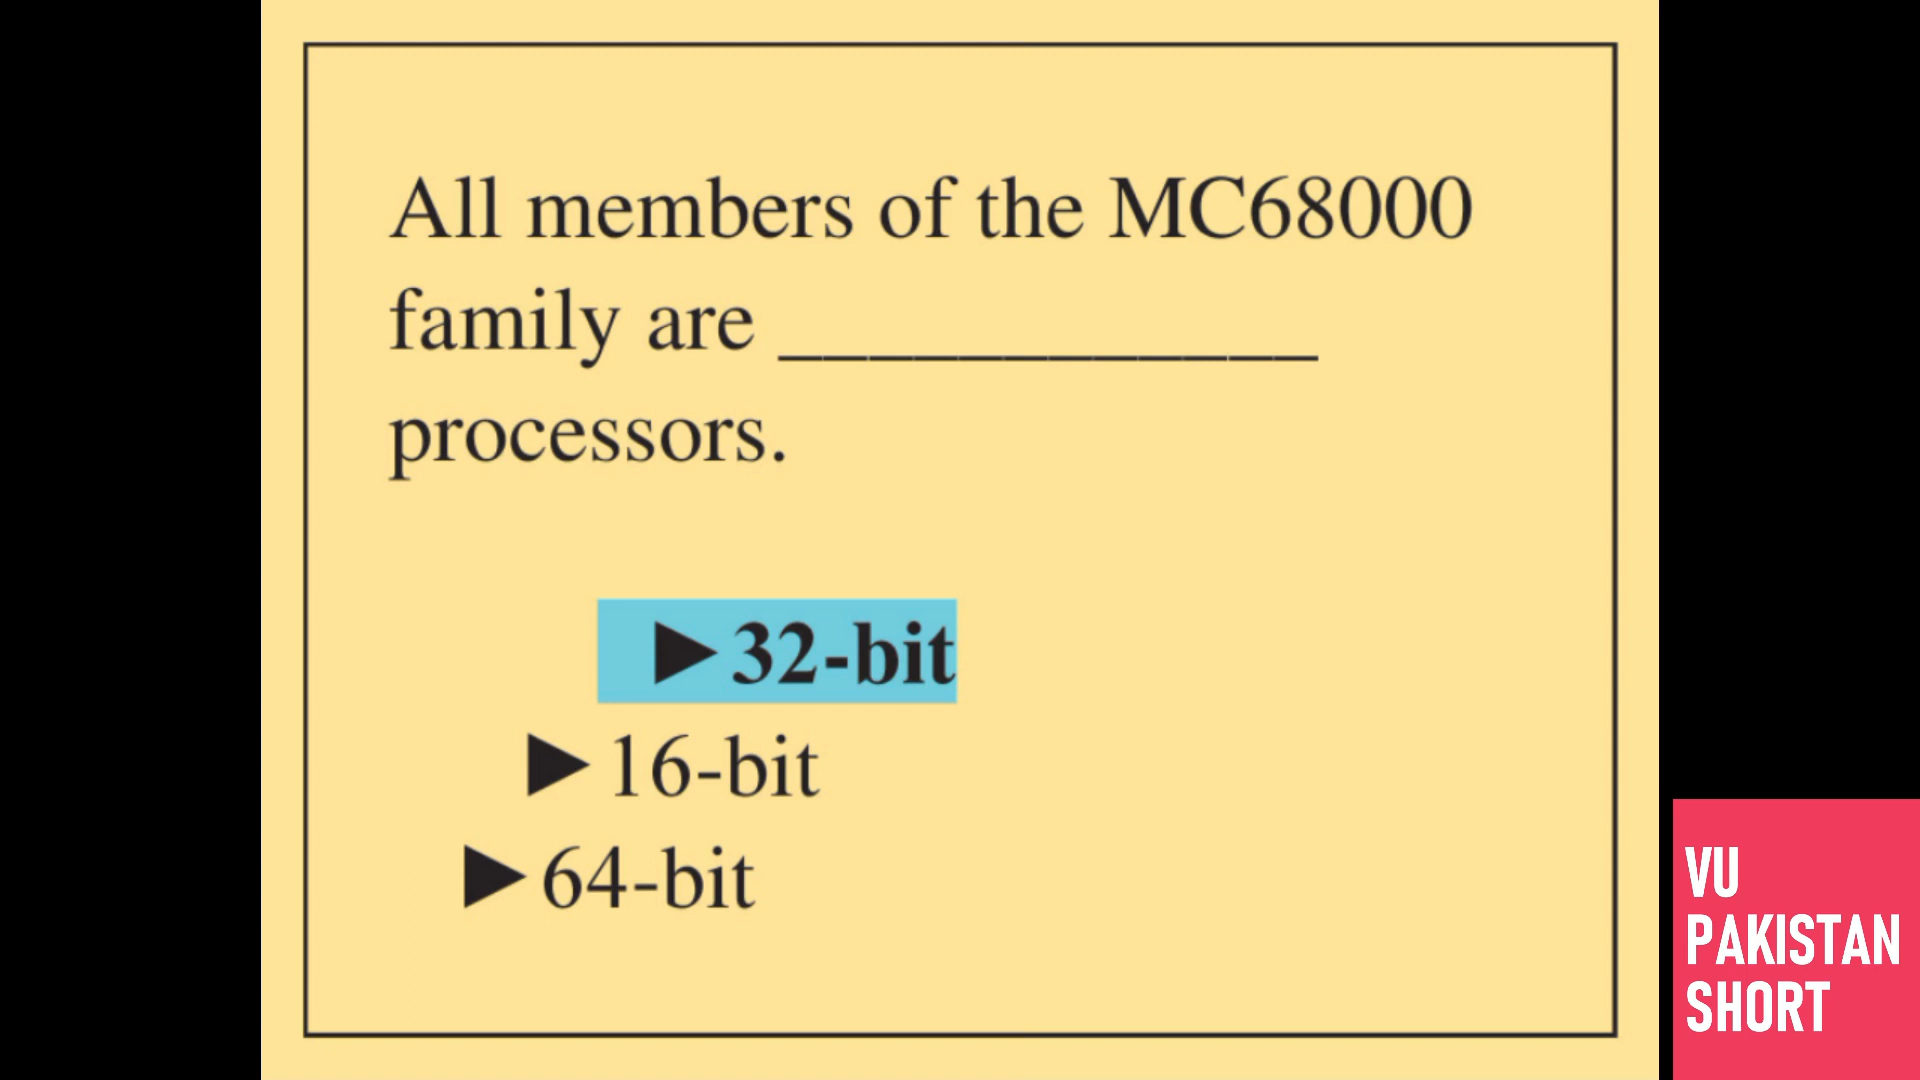 All members of the MC68000
family are ____________
processors.
►32-bit
►16-bit
►64-bit
VU
PAKISTAN
SHORT